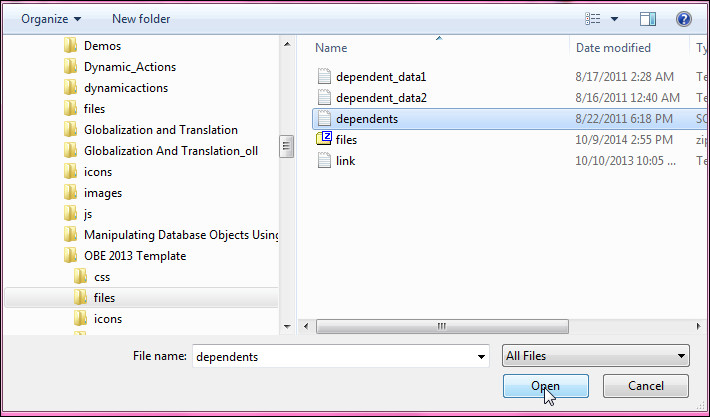 Organize New folder
Name Date modified Ty
Demos
Dynamic_Actions
dynamicactions
files
Globalization and Translation
Globalization And Translation_oll
icons
images
js
Manipulating Database Objects Using
OBE 2013 Template
css
files
icons
dependent_data1 8/17/2011 2:28 AM Te
dependent_data2 8/16/2011 12:40 AM Te
dependents 8/22/2011 6:18 PM SC
files 10/9/2014 2:55 PM zip
link 10/10/2013 10:05 ... Te
File name: dependents All Files
Open Cancel